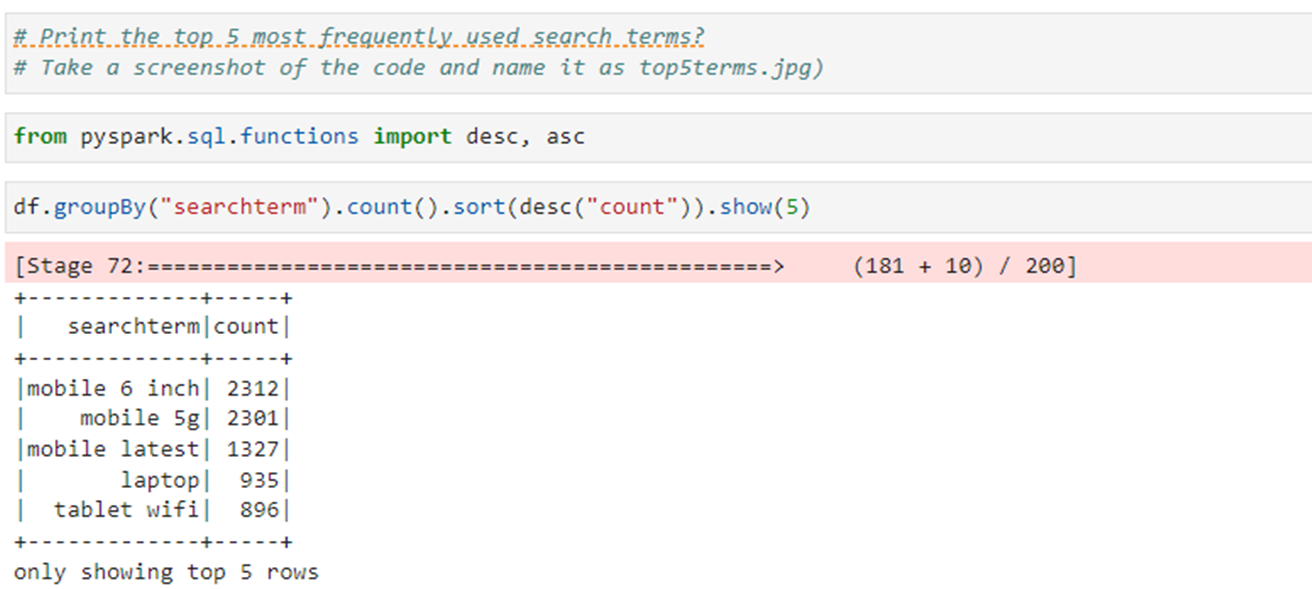 # Print the top 5 most frequently used search terms?
# Take a screenshot of the code and name it as top5terms.jpg)
from pyspark.sql.functions import desc, asc
df.groupBy("searchterm").count().sort(desc("count")).show(5)
[Stage 72:===============================================>     (181 + 10) / 200]
+-------------+-----+
|   searchterm|count|
+-------------+-----+
|mobile 6 inch| 2312|
|    mobile 5g| 2301|
|mobile latest| 1327|
|       laptop|  935|
|  tablet wifi|  896|
+-------------+-----+
only showing top 5 rows